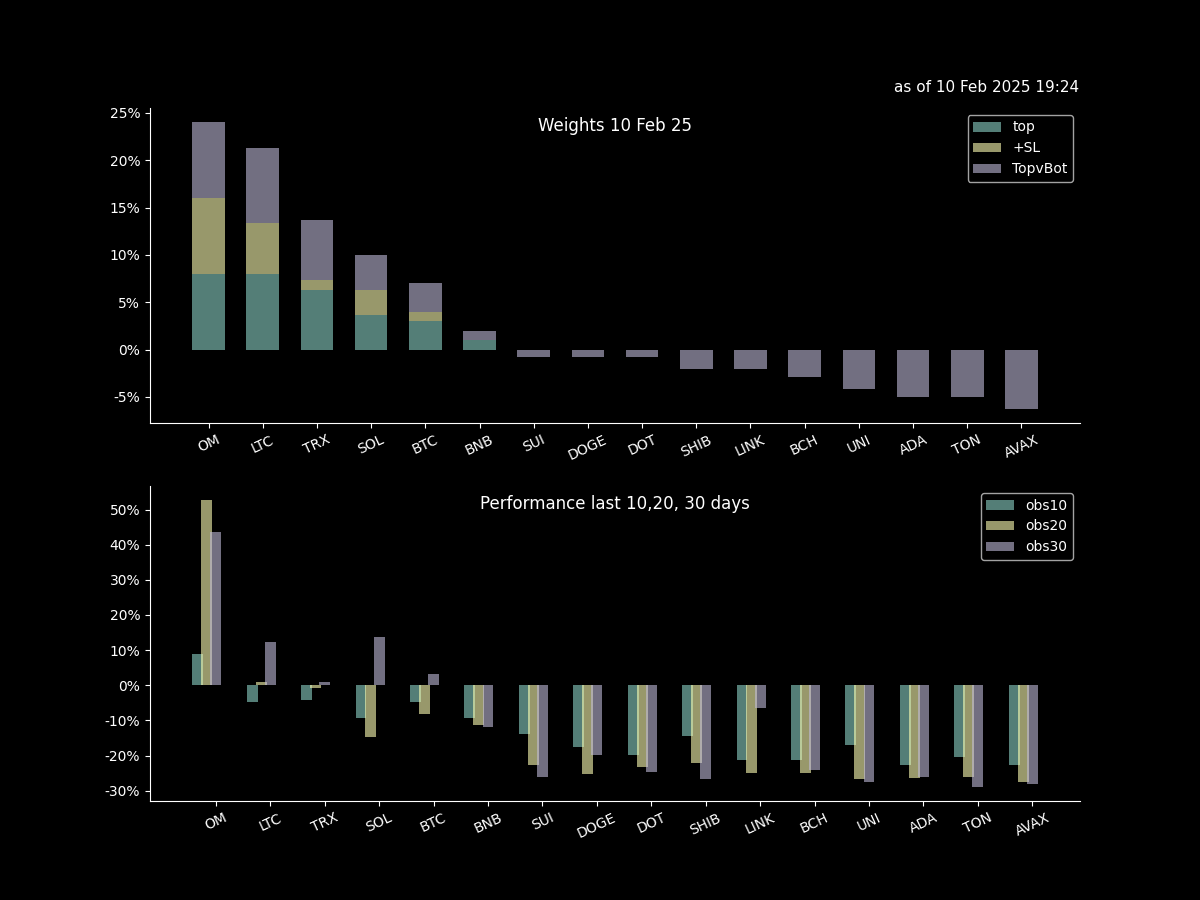 as of 10 Feb 2025 19:24
Weights 10 Feb 25
top
+SL
TopvBot
25%
20%
15%
10%
5%
0%
-5%
OM LTC TRX SOL BTC BNB SUI DOGE DOT SHIB LINK BCH UNI ADA TON AVAX
Performance last 10,20, 30 days
obs10
obs20
obs30
50%
40%
30%
20%
10%
0%
-10%
-20%
-30%
OM LTC TRX SOL BTC BNB SUI DOGE DOT SHIB LINK BCH UNI ADA TON AVAX